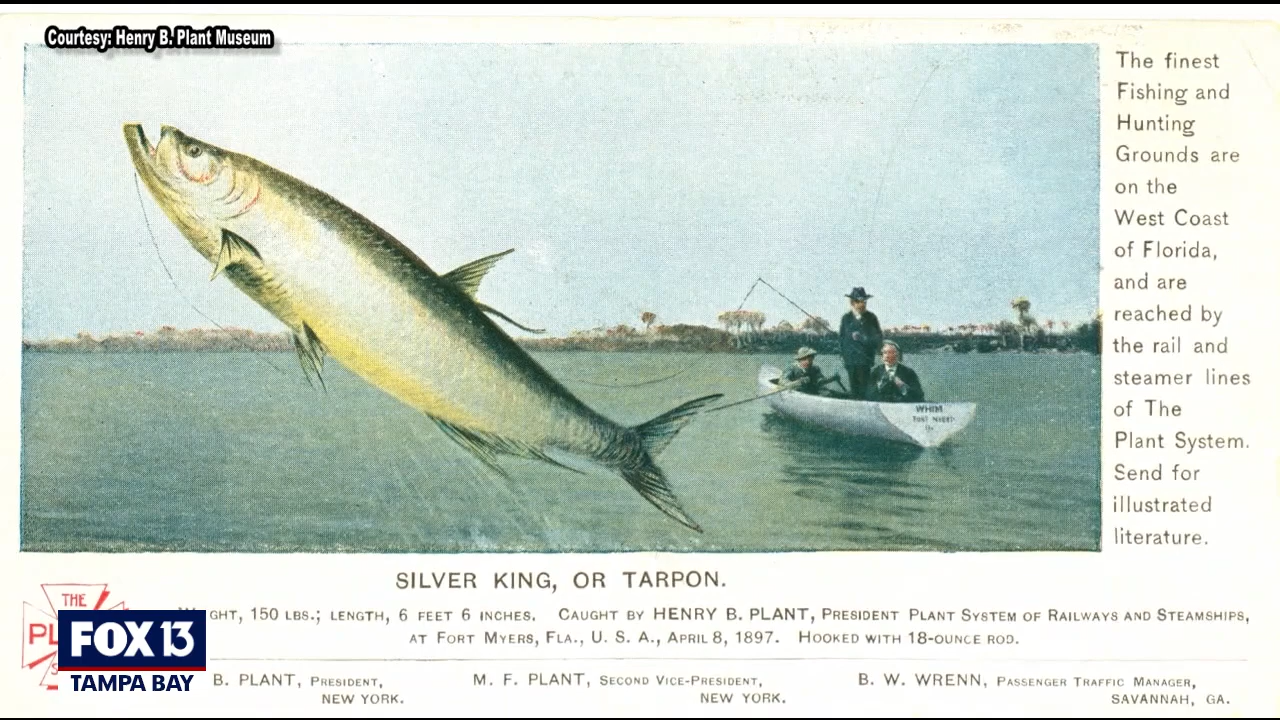 Courtesy: Henry B. Plant Museum
The finest
Fishing and
Hunting
Grounds are
on the
West Coast
of Florida,
and are
reached by
the rail and
steamer lines
of The
Plant System.
Send for
illustrated
literature.
WHIM
SILVER KING, OR TARPON.
150 LBS.; LENGTH, 6 FEET 6 INCHES. CAUGHT BY HENRY B. PLANT, PRESIDENT PLANT SYSTEM OF RAILWAYS AND STEAMSHIPS,
AT FORT MYERS, FLA., U. S. A., APRIL 8, 1897. HOOKED WITH 18-OUNCE ROD.
THE
FOX 13
TAMPA BAY
B. PLANT, PRESIDENT,
NEW YORK.
M. F. PLANT, SECOND VICE-PRESIDENT,
NEW YORK.
B. W. WRENN, PASSENGER TRAFFIC MANAGER,
SAVANNAH, GA.